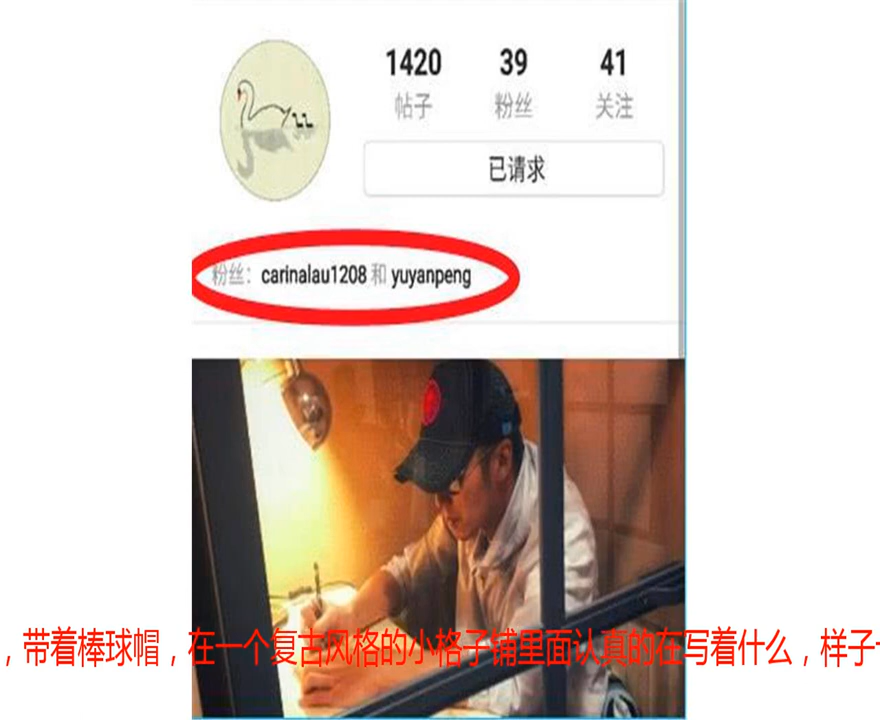 1420 39 41
帖子 粉丝 关注
已请求
粉丝：carinalau1208 和 yuyanpeng
，带着棒球帽，在一个复古风格的小格子铺里面认真的在写着什么，样子